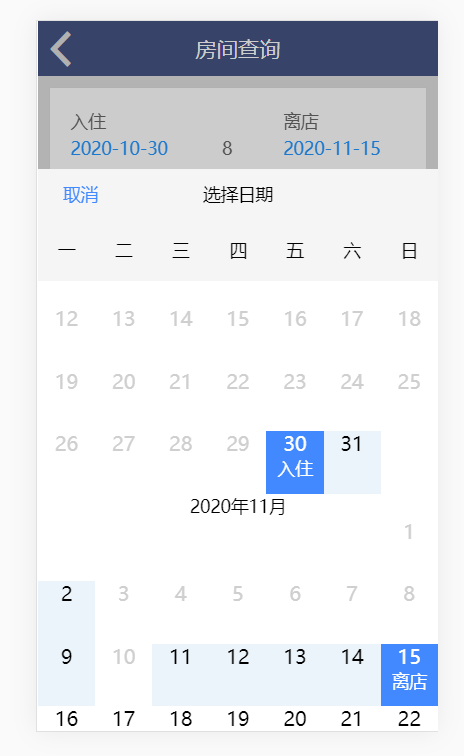 房间查询
入住 离店
2020-10-30 8 2020-11-15
取消 选择日期
一 二 三 四 五 六 日
12 13 14 15 16 17 18
19 20 21 22 23 24 25
26 27 28 29 30 31
入住
2020年11月
1
2 3 4 5 6 7 8
9 10 11 12 13 14 15
离店
16 17 18 19 20 21 22